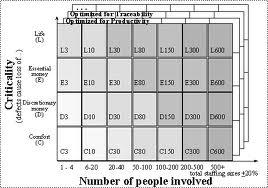 . . . Optimized for Traceability
Optimized for Productivity
Criticality
(defects cause loss of...)
Life
(L)
L3 L10 L30 L80 L150 L300 L600
Essential
money
(E)
E3 E10 E30 E80 E150 E300 E600
Discretionary
money
(D)
D3 D10 D30 D80 D150 D300 D600
Comfort
(C)
C3 C10 C30 C80 C150 C300 C600
1 - 4 6-20 20-40 50-100 100-200 200-500 500+
total staffing sizes ±20%
Number of people involved